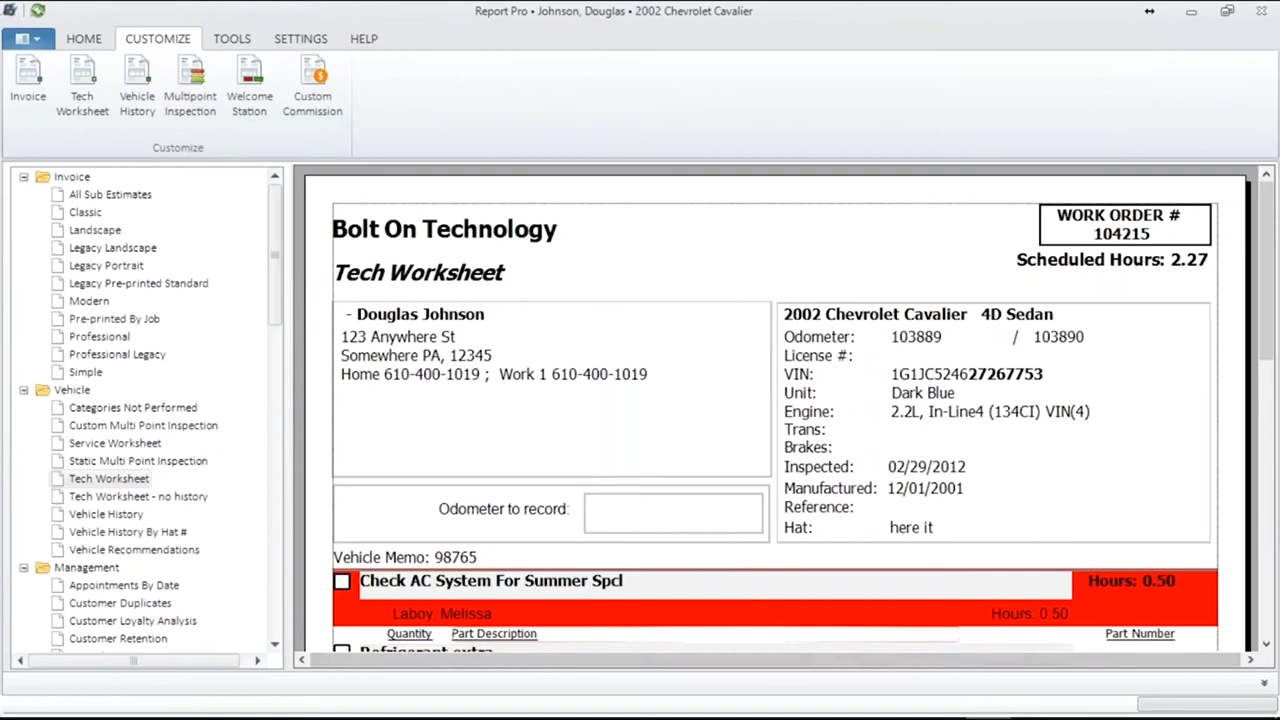 Report Pro • Johnson, Douglas • 2002 Chevrolet Cavalier
HOME CUSTOMIZE TOOLS SETTINGS HELP
Invoice
Tech Worksheet
Vehicle History
Multipoint Inspection
Welcome Station
Custom Commission
Customize
Invoice
All Sub Estimates
Classic
Landscape
Legacy Landscape
Legacy Portrait
Legacy Pre-printed Standard
Modern
Pre-printed By Job
Professional
Professional Legacy
Simple
Vehicle
Categories Not Performed
Custom Multi Point Inspection
Service Worksheet
Static Multi Point Inspection
Tech Worksheet
Tech Worksheet - no history
Vehicle History
Vehicle History By Hat #
Vehicle Recommendations
Management
Appointments By Date
Customer Duplicates
Customer Loyalty Analysis
Customer Retention
Bolt On Technology
WORK ORDER #
104215
Tech Worksheet
Scheduled Hours: 2.27
- Douglas Johnson
123 Anywhere St
Somewhere PA, 12345
Home 610-400-1019 ; Work 1 610-400-1019
Odometer to record:
2002 Chevrolet Cavalier 4D Sedan
Odometer: 103889 / 103890
License #:
VIN: 1G1JC524627267753
Unit: Dark Blue
Engine: 2.2L, In-Line4 (134CI) VIN(4)
Trans:
Brakes:
Inspected: 02/29/2012
Manufactured: 12/01/2001
Reference:
Hat: here it
Vehicle Memo: 98765
Check AC System For Summer Spcl Hours: 0.50
Laboy, Melissa Hours: 0.50
Quantity Part Description Part Number
Refrigerant extra